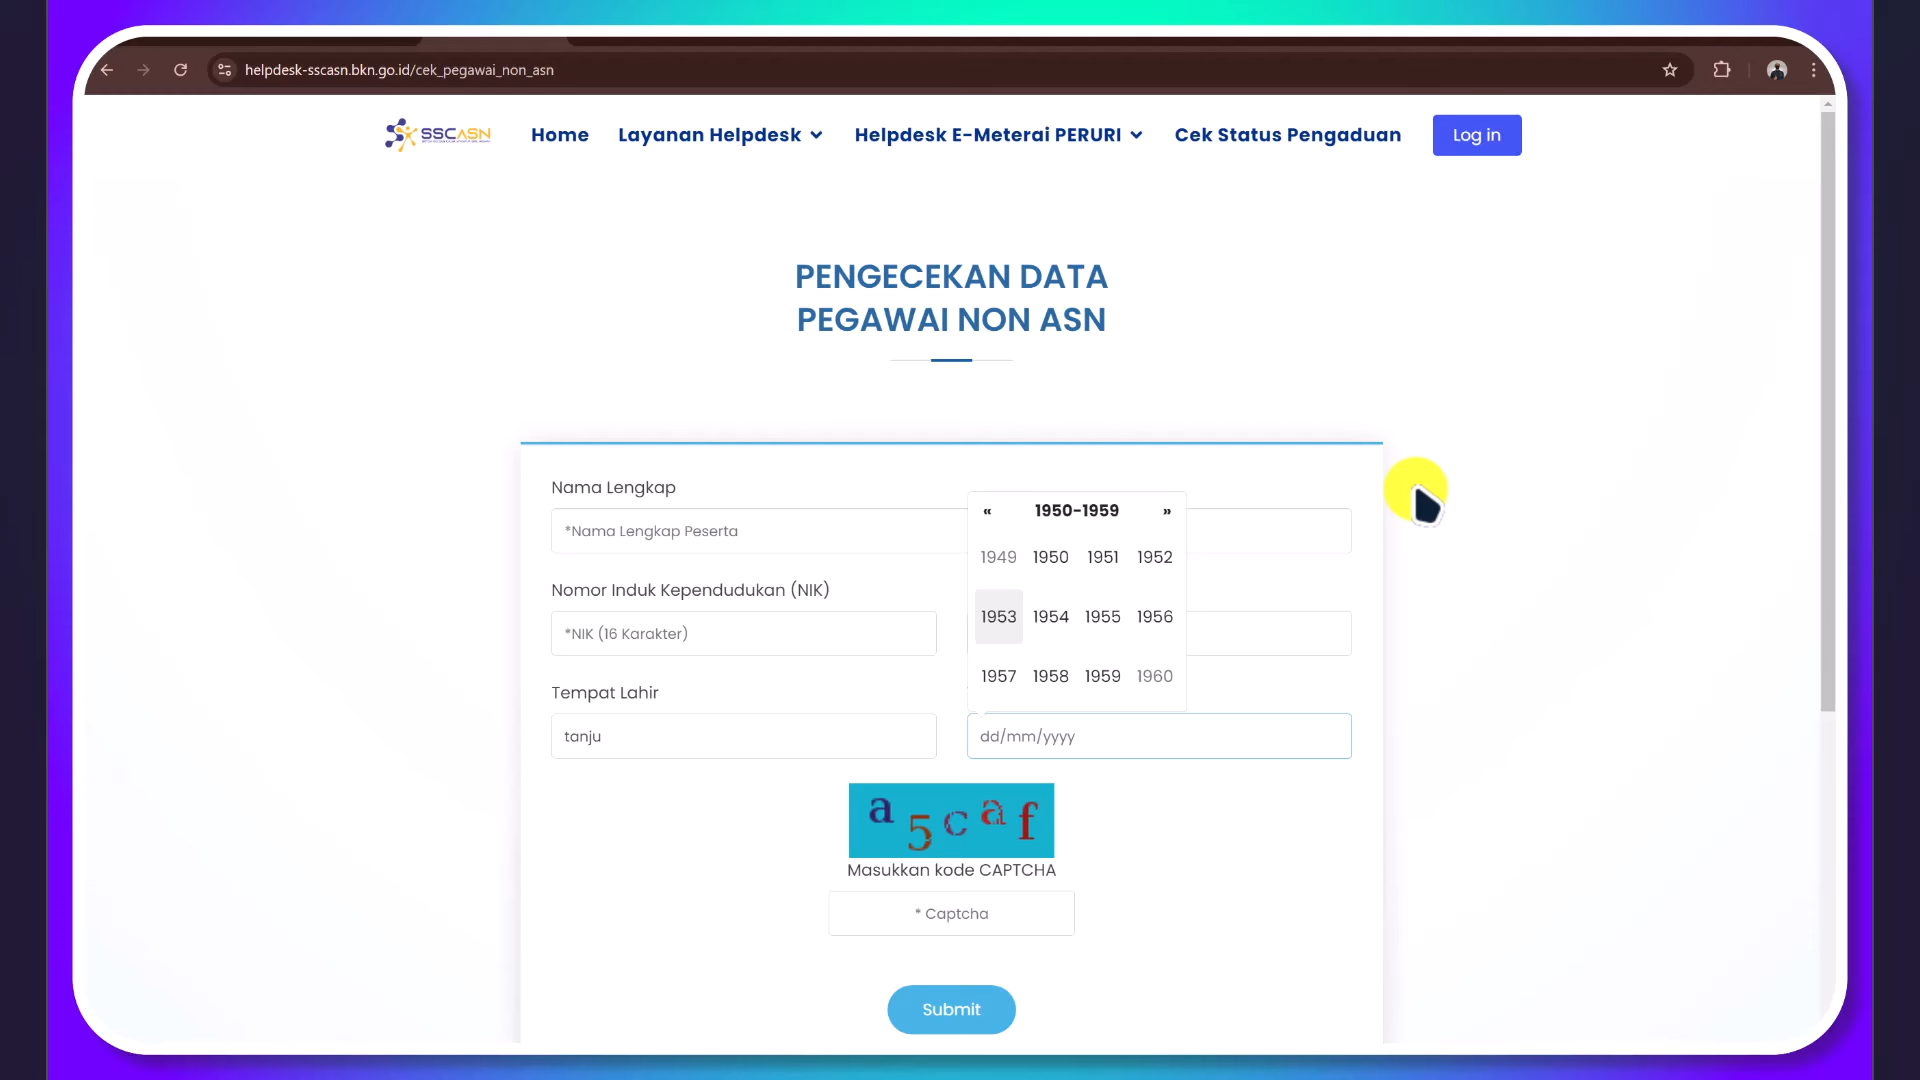 helpdesk-sscasn.bkn.go.id/cek_pegawai_non_asn
SSCASN
Home
Layanan Helpdesk
Helpdesk E-Meterai PERURI
Cek Status Pengaduan
Log in
PENGECEKAN DATA
PEGAWAI NON ASN
Nama Lengkap
*Nama Lengkap Peserta
« 1950-1959 »
1949 1950 1951 1952
1953 1954 1955 1956
1957 1958 1959 1960
Nomor Induk Kependudukan (NIK)
*NIK (16 Karakter)
Tempat Lahir
tanju
dd/mm/yyyy
a5caf
Masukkan kode CAPTCHA
* Captcha
Submit